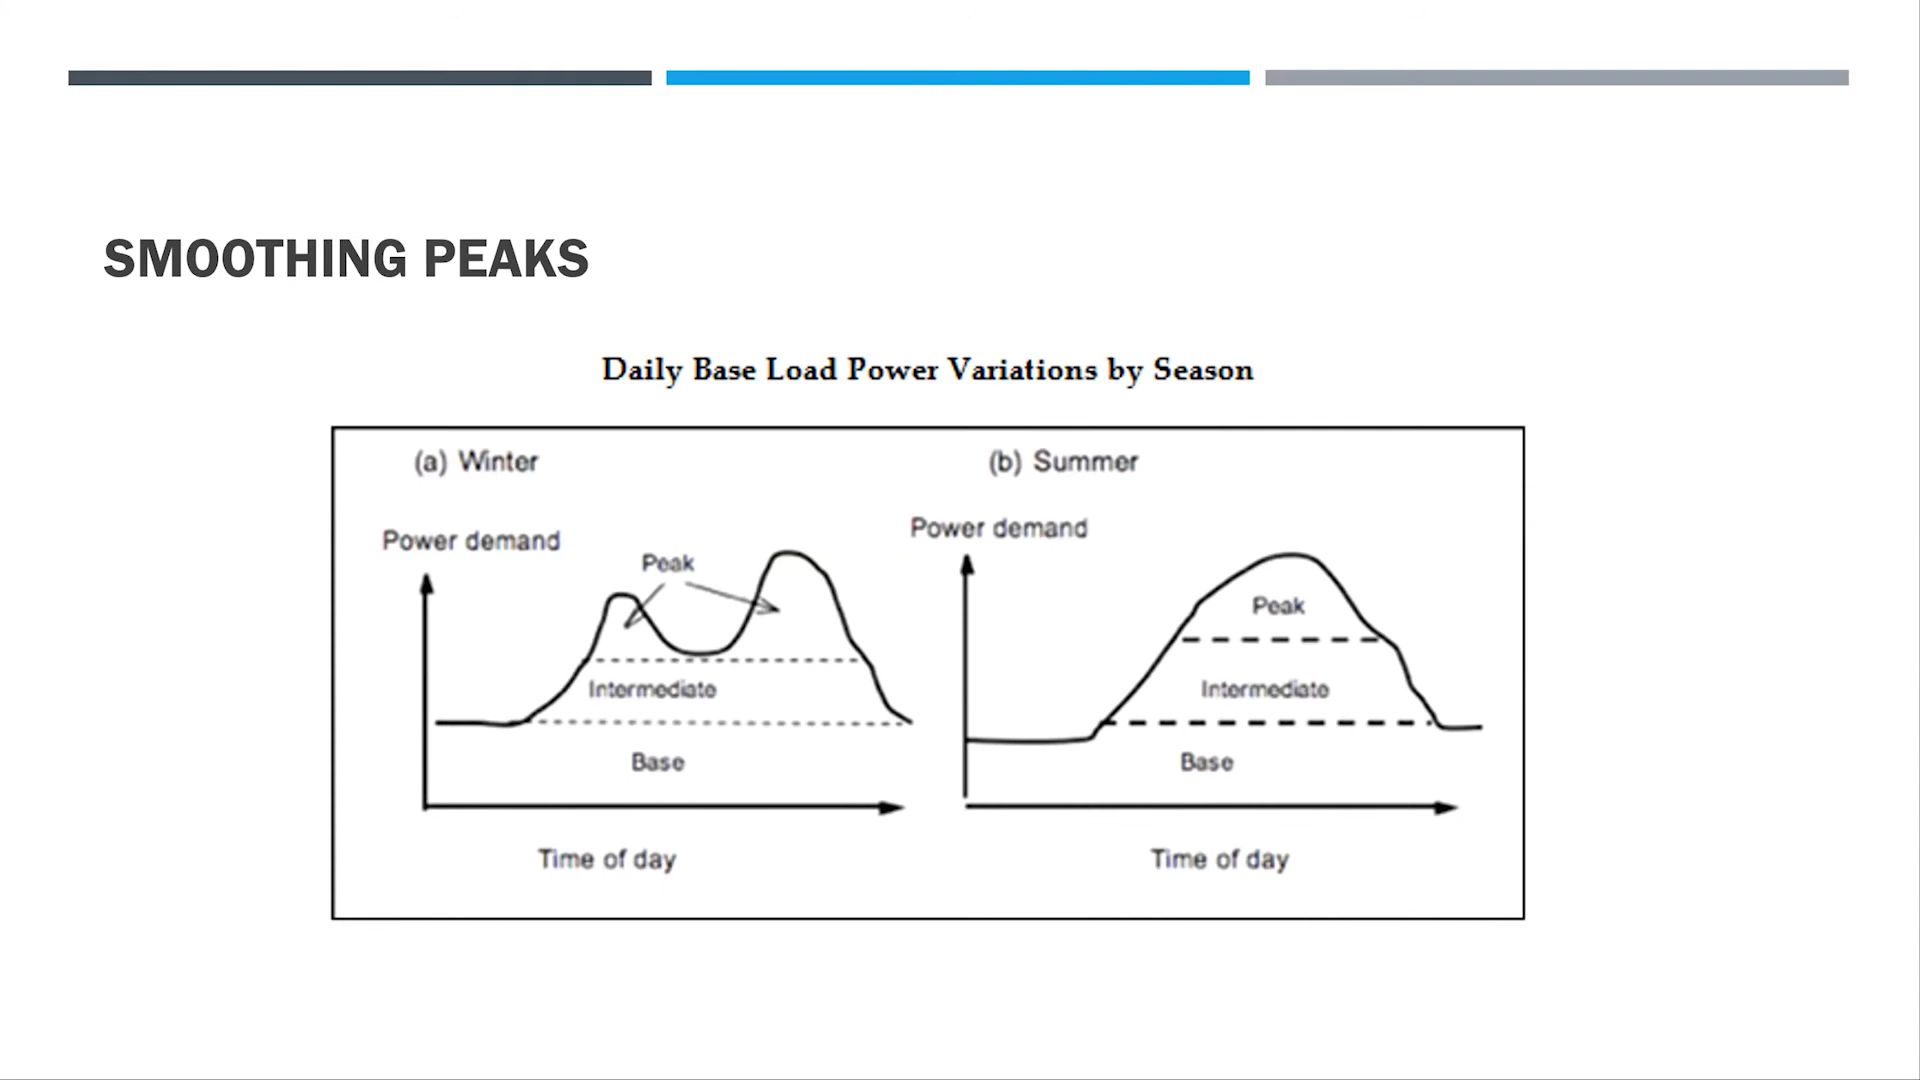 SMOOTHING PEAKS
Daily Base Load Power Variations by Season
(a) Winter
Power demand
Peak
Intermediate
Base
Time of day
(b) Summer
Power demand
Peak
Intermediate
Base
Time of day